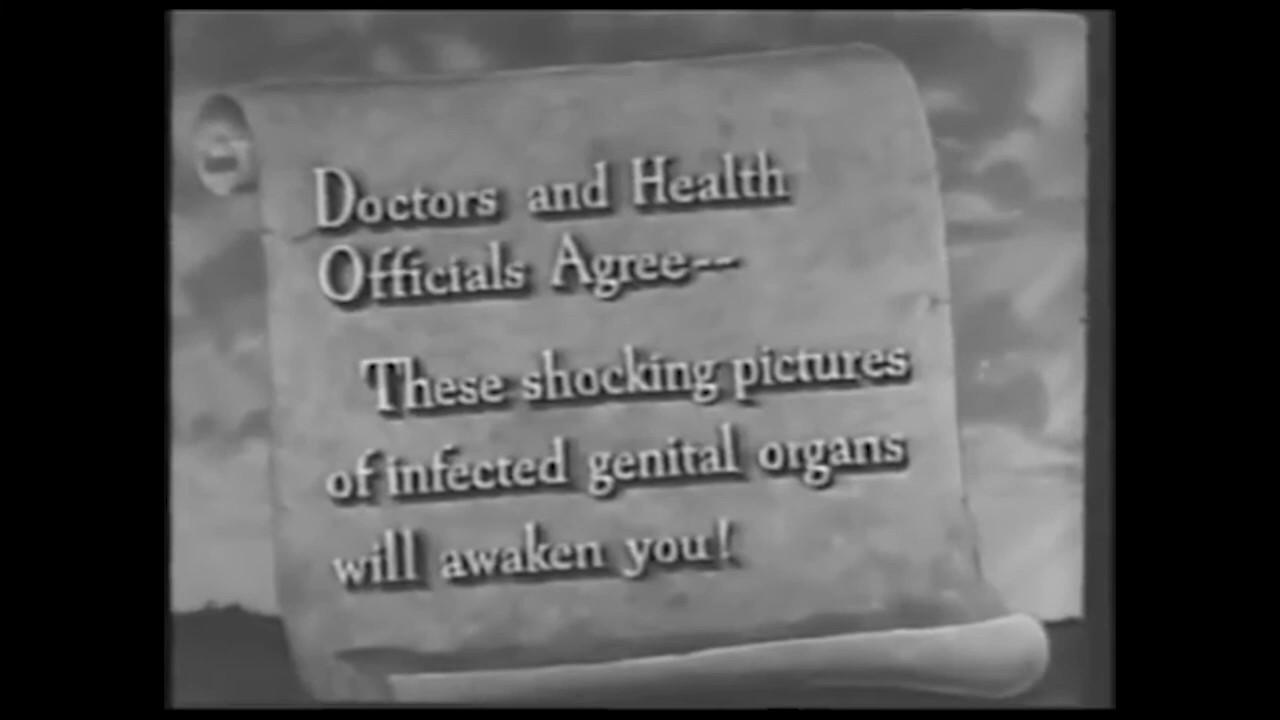 Doctors and Health
Officials Agree--
These shocking pictures
of infected genital organs
will awaken you!